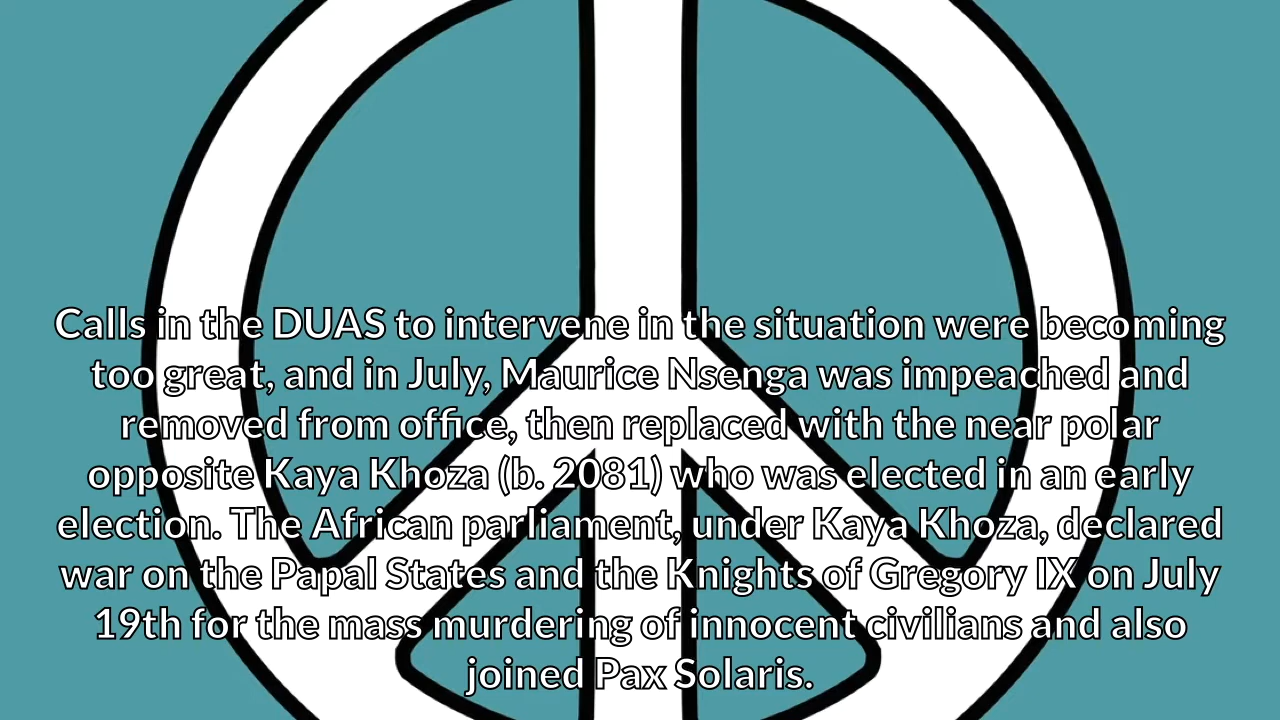 Calls in the DUAS to intervene in the situation were becoming
too great, and in July, Maurice Nsenga was impeached and
removed from office, then replaced with the near polar
opposite Kaya Khoza (b. 2081) who was elected in an early
election. The African parliament, under Kaya Khoza, declared
war on the Papal States and the Knights of Gregory IX on July
19th for the mass murdering of innocent civilians and also
joined Pax Solaris.